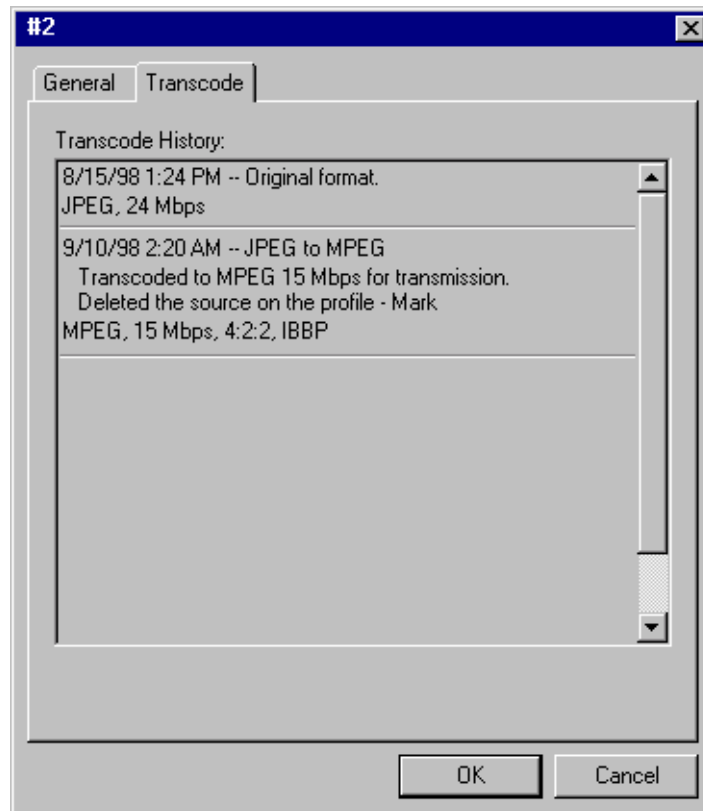 #2
General
Transcode
Transcode History:
8/15/98 1:24 PM -- Original format.
JPEG, 24 Mbps
9/10/98 2:20 AM -- JPEG to MPEG
Transcoded to MPEG 15 Mbps for transmission.
Deleted the source on the profile - Mark
MPEG, 15 Mbps, 4:2:2, IBBP
OK
Cancel